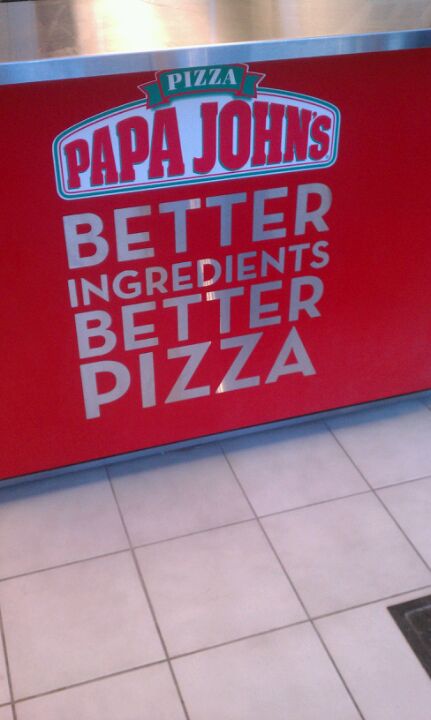 PIZZA
PAPA JOHN'S
BETTER
INGREDIENTS
BETTER
PIZZA